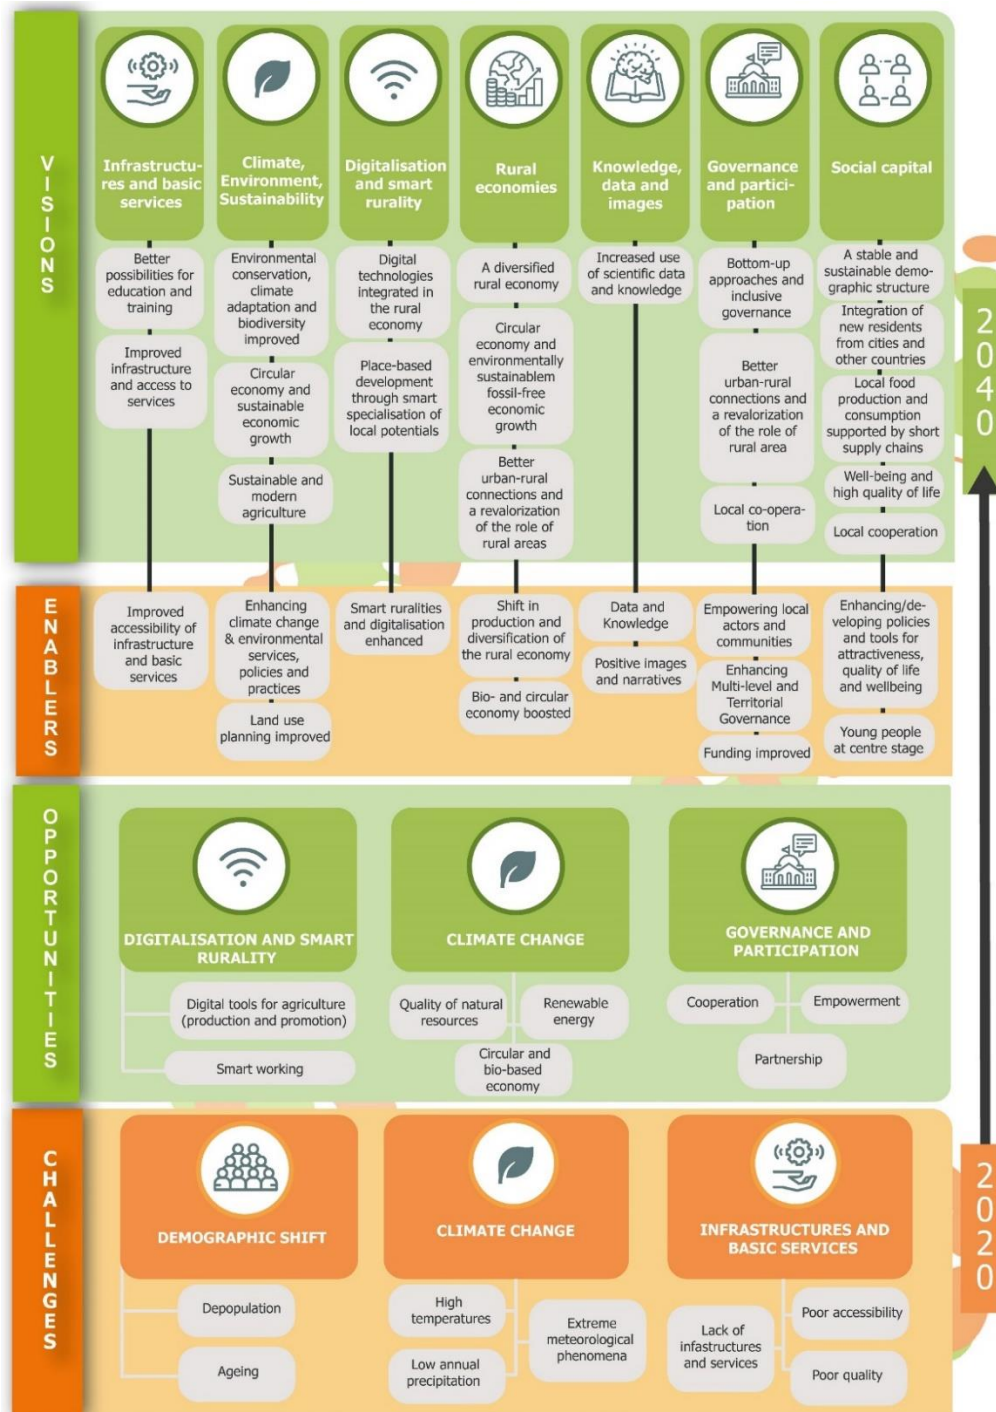 VISIONS
Infrastructu-
res and basic
services
Better
possibilities for
education and
training
Improved
infrastructure
and access to
services
Climate,
Environment,
Sustainability
Environmental
conservation,
climate
adaptation and
biodiversity
improved
Circular
economy and
sustainable
economic
growth
Sustainable and
modern
agriculture
Digitalisation
and smart
rurality
Digital
technologies
integrated in
the rural
economy
Place-based
development
through smart
specialisation of
local potentials
Rural
economies
A diversified
rural economy
Circular
economy and
environmentally
sustainablem
fossil-free
economic
growth
Better
urban-rural
connections and
a revalorization
of the role of
rural areas
Knowledge,
data and
images
Increased use
of scientific data
and knowledge
Governance
and partici-
pation
Bottom-up
approaches and
inclusive
governance
Better
urban-rural
connections and
a revalorization
of the role of
rural area
Local co-opera-
tion
Social capital
A stable and
sustainable demo-
graphic structure
Integration of
new residents
from cities and
other countries
Local food
production and
consumption
supported by short
supply chains
Well-being and
high quality of life
Local cooperation
2040
ENABLERS
Improved
accessibility of
infrastructure
and basic
services
Enhancing
climate change
& environmental
services,
policies and
practices
Land use
planning improved
Smart ruralities
and digitalisation
enhanced
Shift in
production and
diversification of
the rural economy
Bio- and circular
economy boosted
Data and
Knowledge
Positive images
and narratives
Empowering local
actors and
communities
Enhancing
Multi-level and
Territorial
Governance
Funding improved
Enhancing/de-
veloping policies
and tools for
attractiveness,
quality of life
and wellbeing
Young people
at centre stage
OPPORTUNITIES
DIGITALISATION AND SMART
RURALITY
Digital tools for agriculture
(production and promotion)
Smart working
CLIMATE CHANGE
Quality of natural
resources
Renewable
energy
Circular and
bio-based
economy
GOVERNANCE AND
PARTICIPATION
Cooperation
Empowerment
Partnership
CHALLENGES
DEMOGRAPHIC SHIFT
Depopulation
Ageing
CLIMATE CHANGE
High
temperatures
Low annual
precipitation
Extreme
meteorological
phenomena
INFRASTRUCTURES AND
BASIC SERVICES
Lack of
infastructures
and services
Poor accessibility
Poor quality
2020